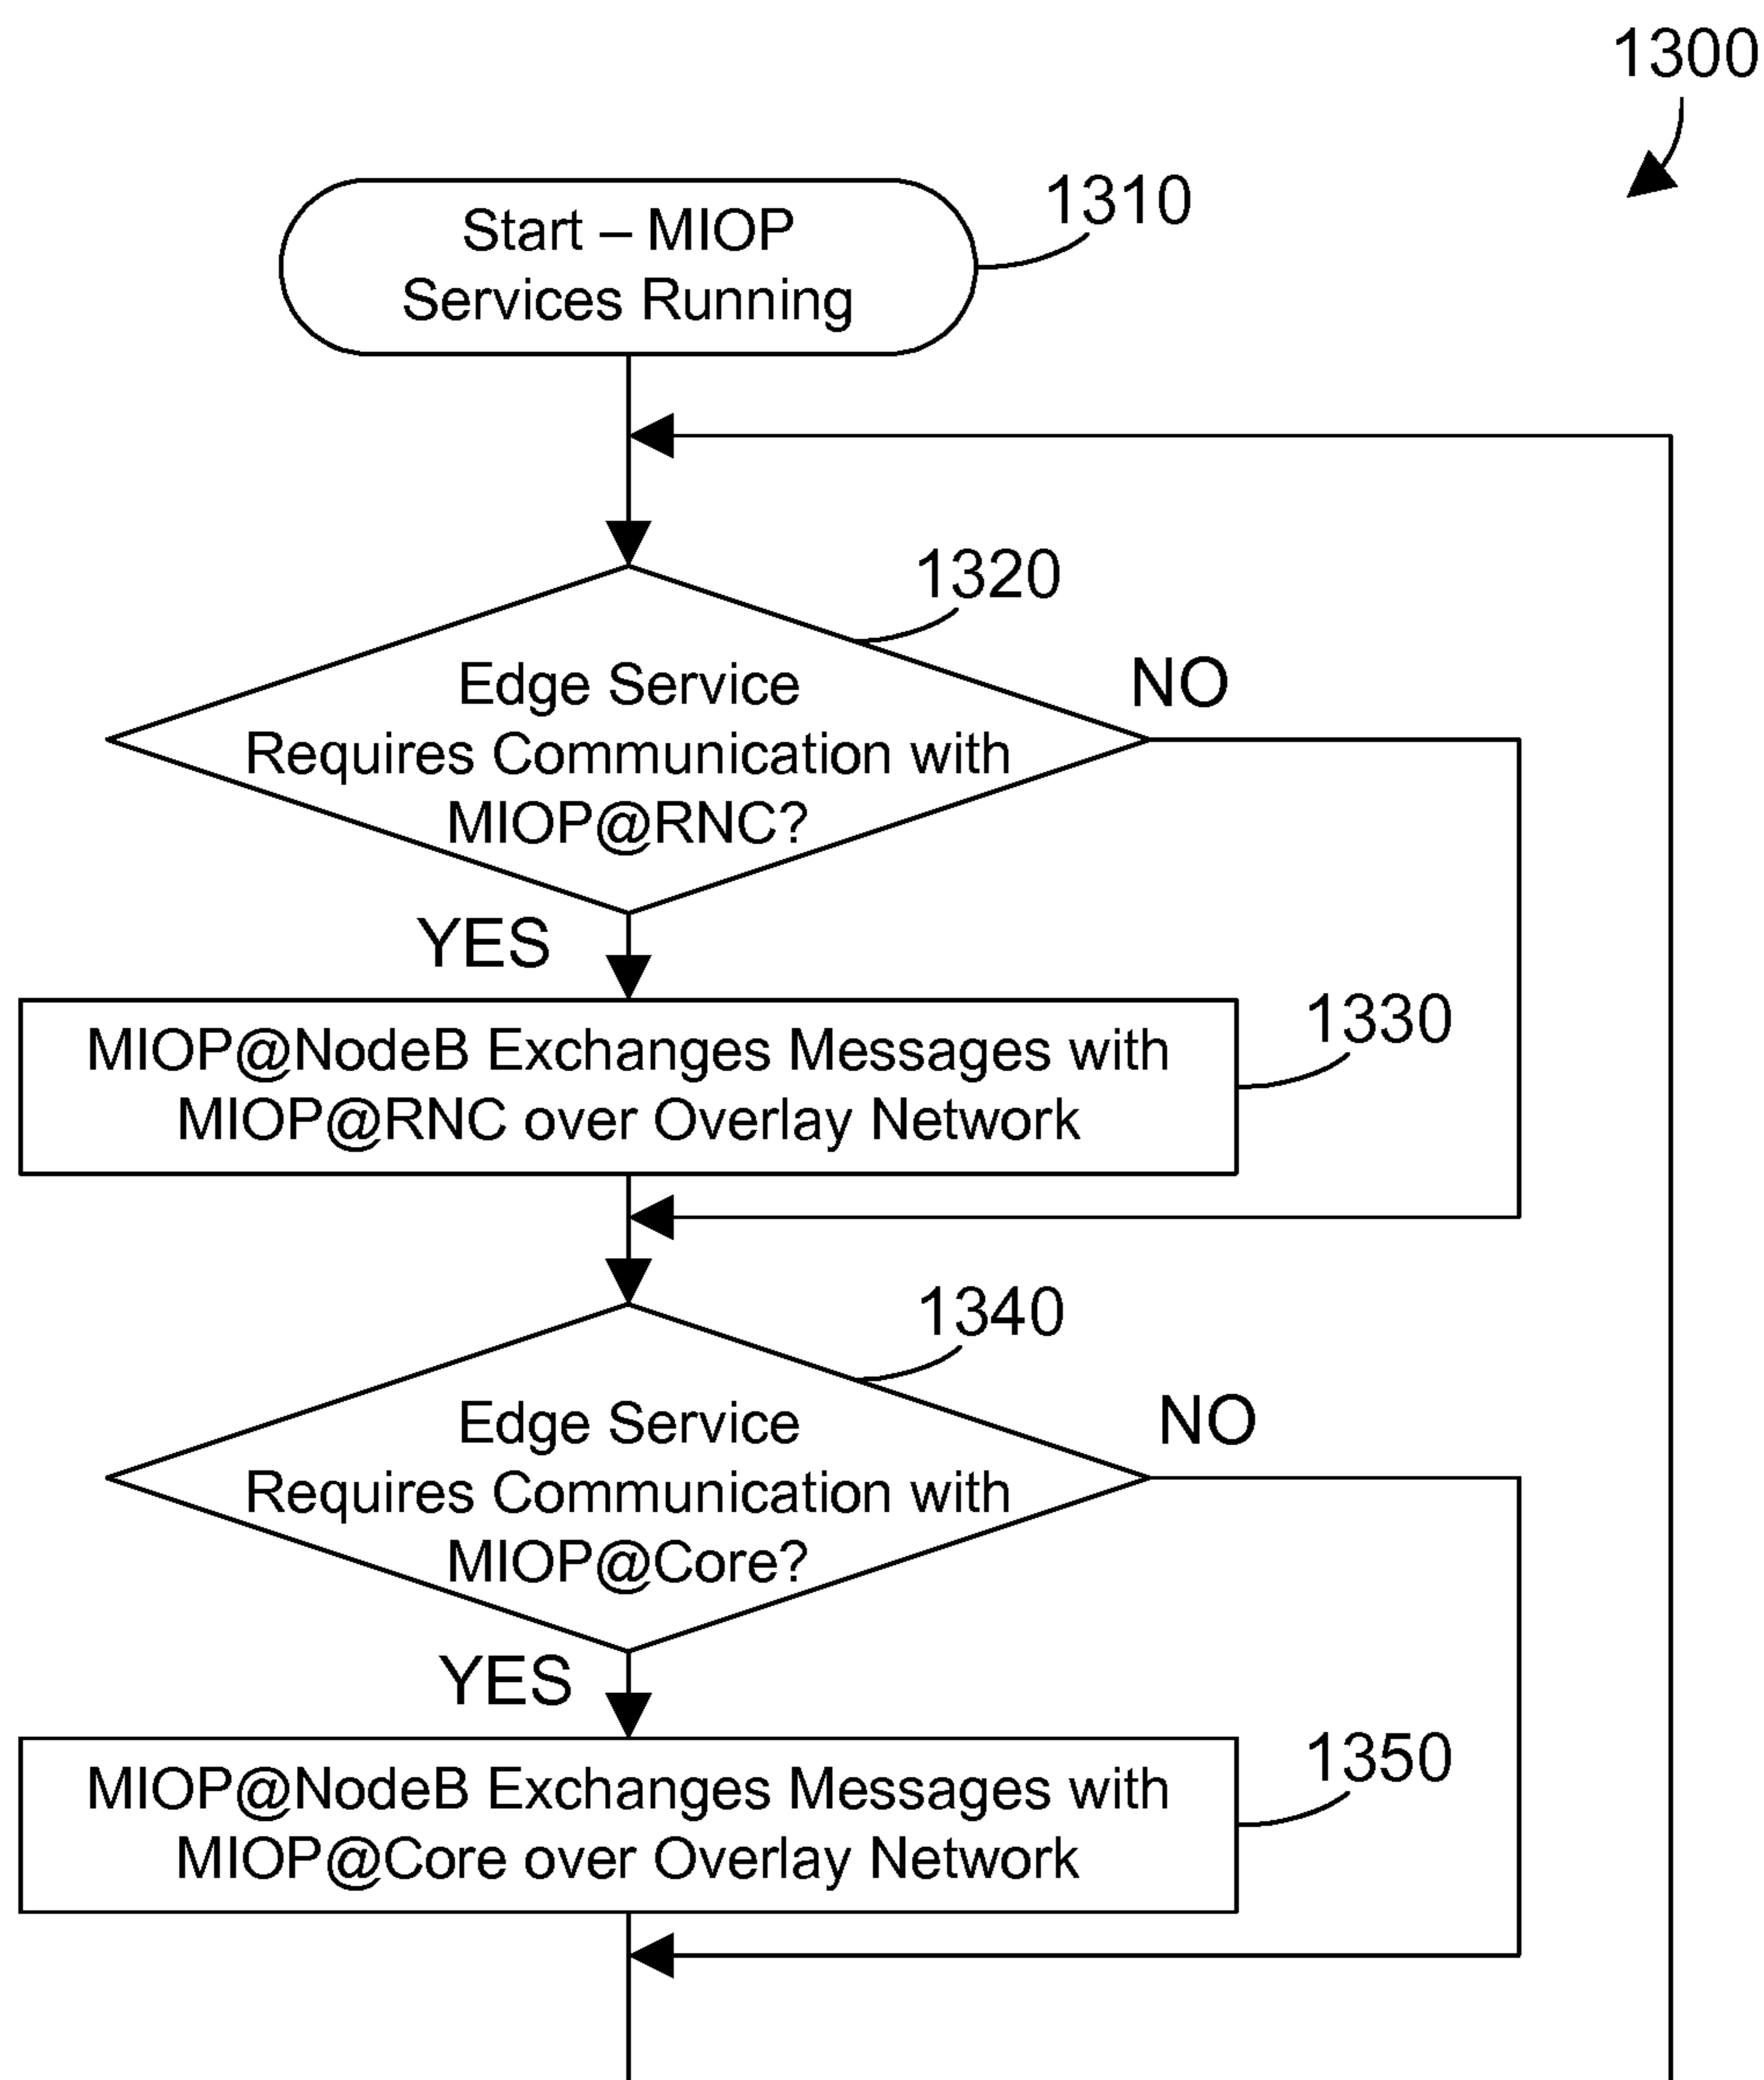 1300
Start – MIOP
Services Running
1310
1320
Edge Service
Requires Communication with
MIOP@RNC?
NO
YES
MIOP@NodeB Exchanges Messages with
MIOP@RNC over Overlay Network
1330
1340
Edge Service
Requires Communication with
MIOP@Core?
NO
YES
MIOP@NodeB Exchanges Messages with
MIOP@Core over Overlay Network
1350